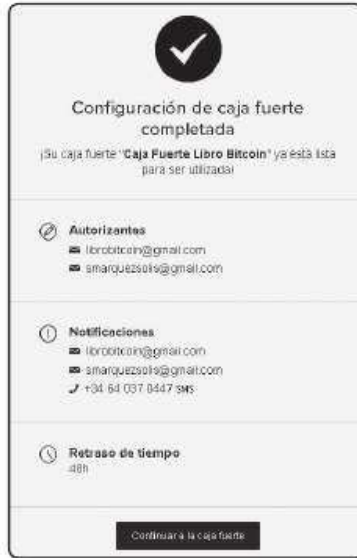 Configuración de caja fuerte
completada
¡Su caja fuerte "Caja Fuerte Libro Bitcoin" ya está lista
para ser utilizada!
Autorizantes
librobitcoin@gmail.com
smarquezsolis@gmail.com
Notificaciones
librobitcoin@gmail.com
smarquezsolis@gmail.com
+34 64 037 0447 SMS
Retraso de tiempo
48h
Continuar a la caja fuerte